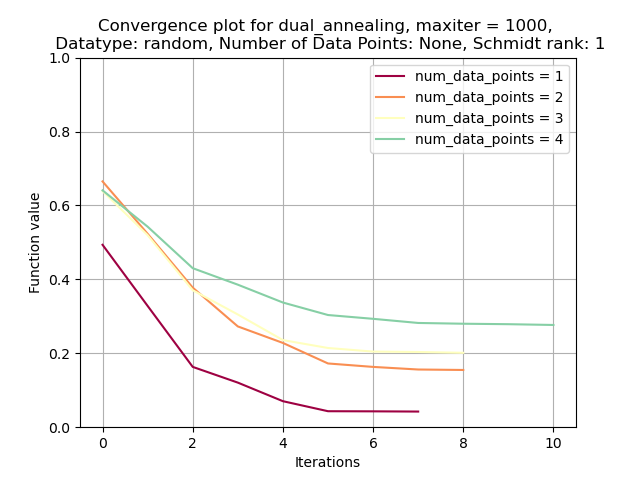 Convergence plot for dual_annealing, maxiter = 1000,
Datatype: random, Number of Data Points: None, Schmidt rank: 1
1.0
0.8
0.6
0.4
0.2
0.0
Function value
num_data_points = 1
num_data_points = 2
num_data_points = 3
num_data_points = 4
0 2 4 6 8 10
Iterations